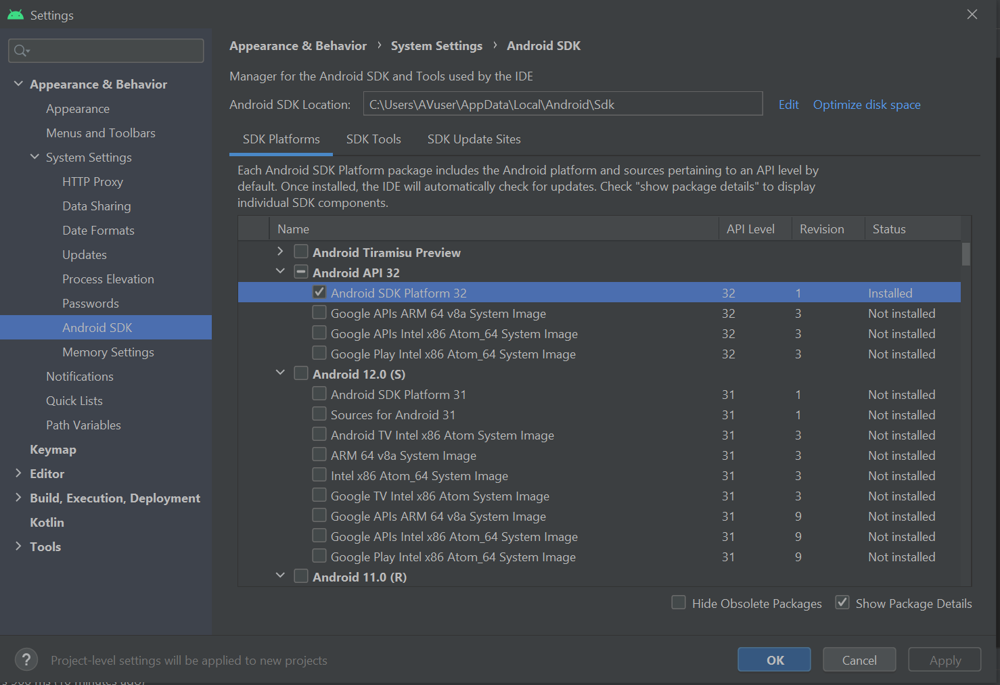 Settings
Appearance & Behavior
Appearance
Menus and Toolbars
System Settings
HTTP Proxy
Data Sharing
Date Formats
Updates
Process Elevation
Passwords
Android SDK
Memory Settings
Notifications
Quick Lists
Path Variables
Keymap
Editor
Build, Execution, Deployment
Kotlin
Tools
Appearance & Behavior › System Settings › Android SDK
Manager for the Android SDK and Tools used by the IDE
Android SDK Location: C:\Users\AVuser\AppData\Local\Android\Sdk Edit Optimize disk space
SDK Platforms SDK Tools SDK Update Sites
Each Android SDK Platform package includes the Android platform and sources pertaining to an API level by
default. Once installed, the IDE will automatically check for updates. Check "show package details" to display
individual SDK components.
Name API Level Revision Status
Android Tiramisu Preview
Android API 32
Android SDK Platform 32 32 1 Installed
Google APIs ARM 64 v8a System Image 32 3 Not installed
Google APIs Intel x86 Atom_64 System Image 32 3 Not installed
Google Play Intel x86 Atom_64 System Image 32 3 Not installed
Android 12.0 (S)
Android SDK Platform 31 31 1 Not installed
Sources for Android 31 31 1 Not installed
Android TV Intel x86 Atom System Image 31 3 Not installed
ARM 64 v8a System Image 31 3 Not installed
Intel x86 Atom_64 System Image 31 3 Not installed
Google TV Intel x86 Atom System Image 31 3 Not installed
Google APIs ARM 64 v8a System Image 31 9 Not installed
Google APIs Intel x86 Atom_64 System Image 31 9 Not installed
Google Play Intel x86 Atom_64 System Image 31 9 Not installed
Android 11.0 (R)
Hide Obsolete Packages Show Package Details
? Project-level settings will be applied to new projects
OK Cancel Apply